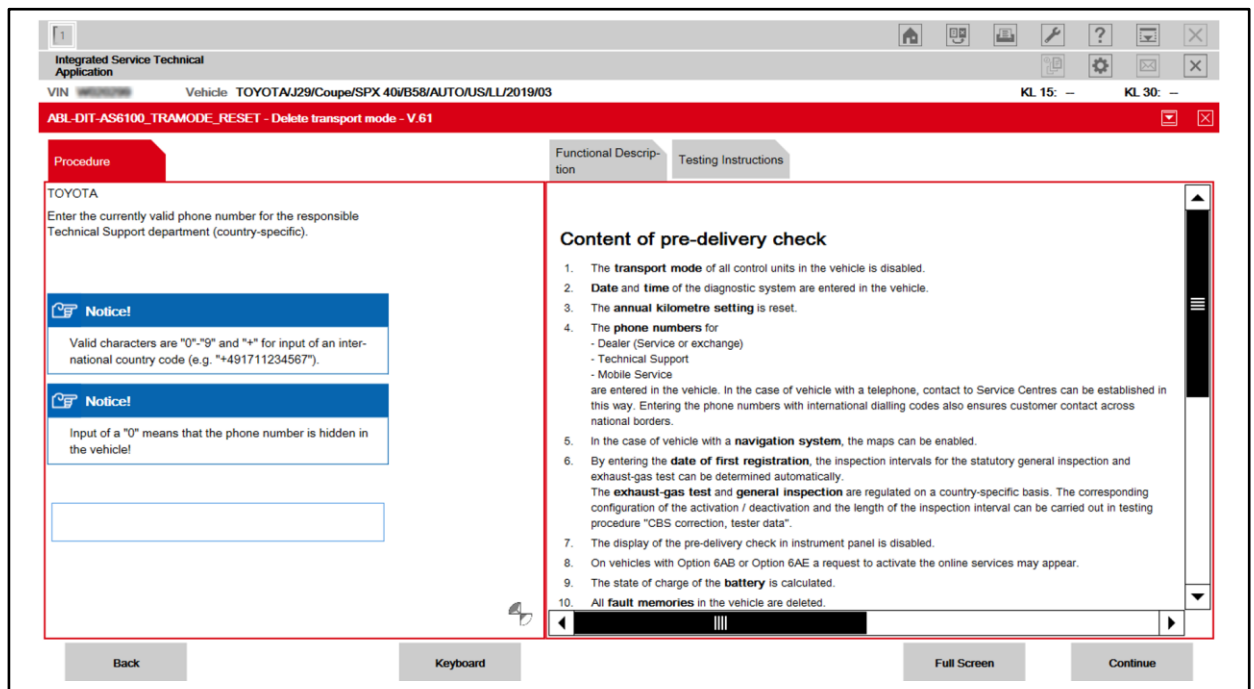 1
?
Integrated Service Technical
Application
VIN Vehicle TOYOTA/J29/Coupe/SPX 40i/B58/AUTO/US/LL/2019/03 KL 15: -- KL 30: --
ABL-DIT-AS6100_TRAMODE_RESET - Delete transport mode - V.61
Procedure
TOYOTA
Enter the currently valid phone number for the responsible
Technical Support department (country-specific).
Notice!
Valid characters are "0"-"9" and "+" for input of an inter-
national country code (e.g. "+491711234567").
Notice!
Input of a "0" means that the phone number is hidden in
the vehicle!
Functional Descrip-
tion
Testing Instructions
Content of pre-delivery check
1. The transport mode of all control units in the vehicle is disabled.
2. Date and time of the diagnostic system are entered in the vehicle.
3. The annual kilometre setting is reset.
4. The phone numbers for
- Dealer (Service or exchange)
- Technical Support
- Mobile Service
are entered in the vehicle. In the case of vehicle with a telephone, contact to Service Centres can be established in
this way. Entering the phone numbers with international dialling codes also ensures customer contact across
national borders.
5. In the case of vehicle with a navigation system, the maps can be enabled.
6. By entering the date of first registration, the inspection intervals for the statutory general inspection and
exhaust-gas test can be determined automatically.
The exhaust-gas test and general inspection are regulated on a country-specific basis. The corresponding
configuration of the activation / deactivation and the length of the inspection interval can be carried out in testing
procedure "CBS correction, tester data".
7. The display of the pre-delivery check in instrument panel is disabled.
8. On vehicles with Option 6AB or Option 6AE a request to activate the online services may appear.
9. The state of charge of the battery is calculated.
10. All fault memories in the vehicle are deleted.
Back
Keyboard
Full Screen
Continue